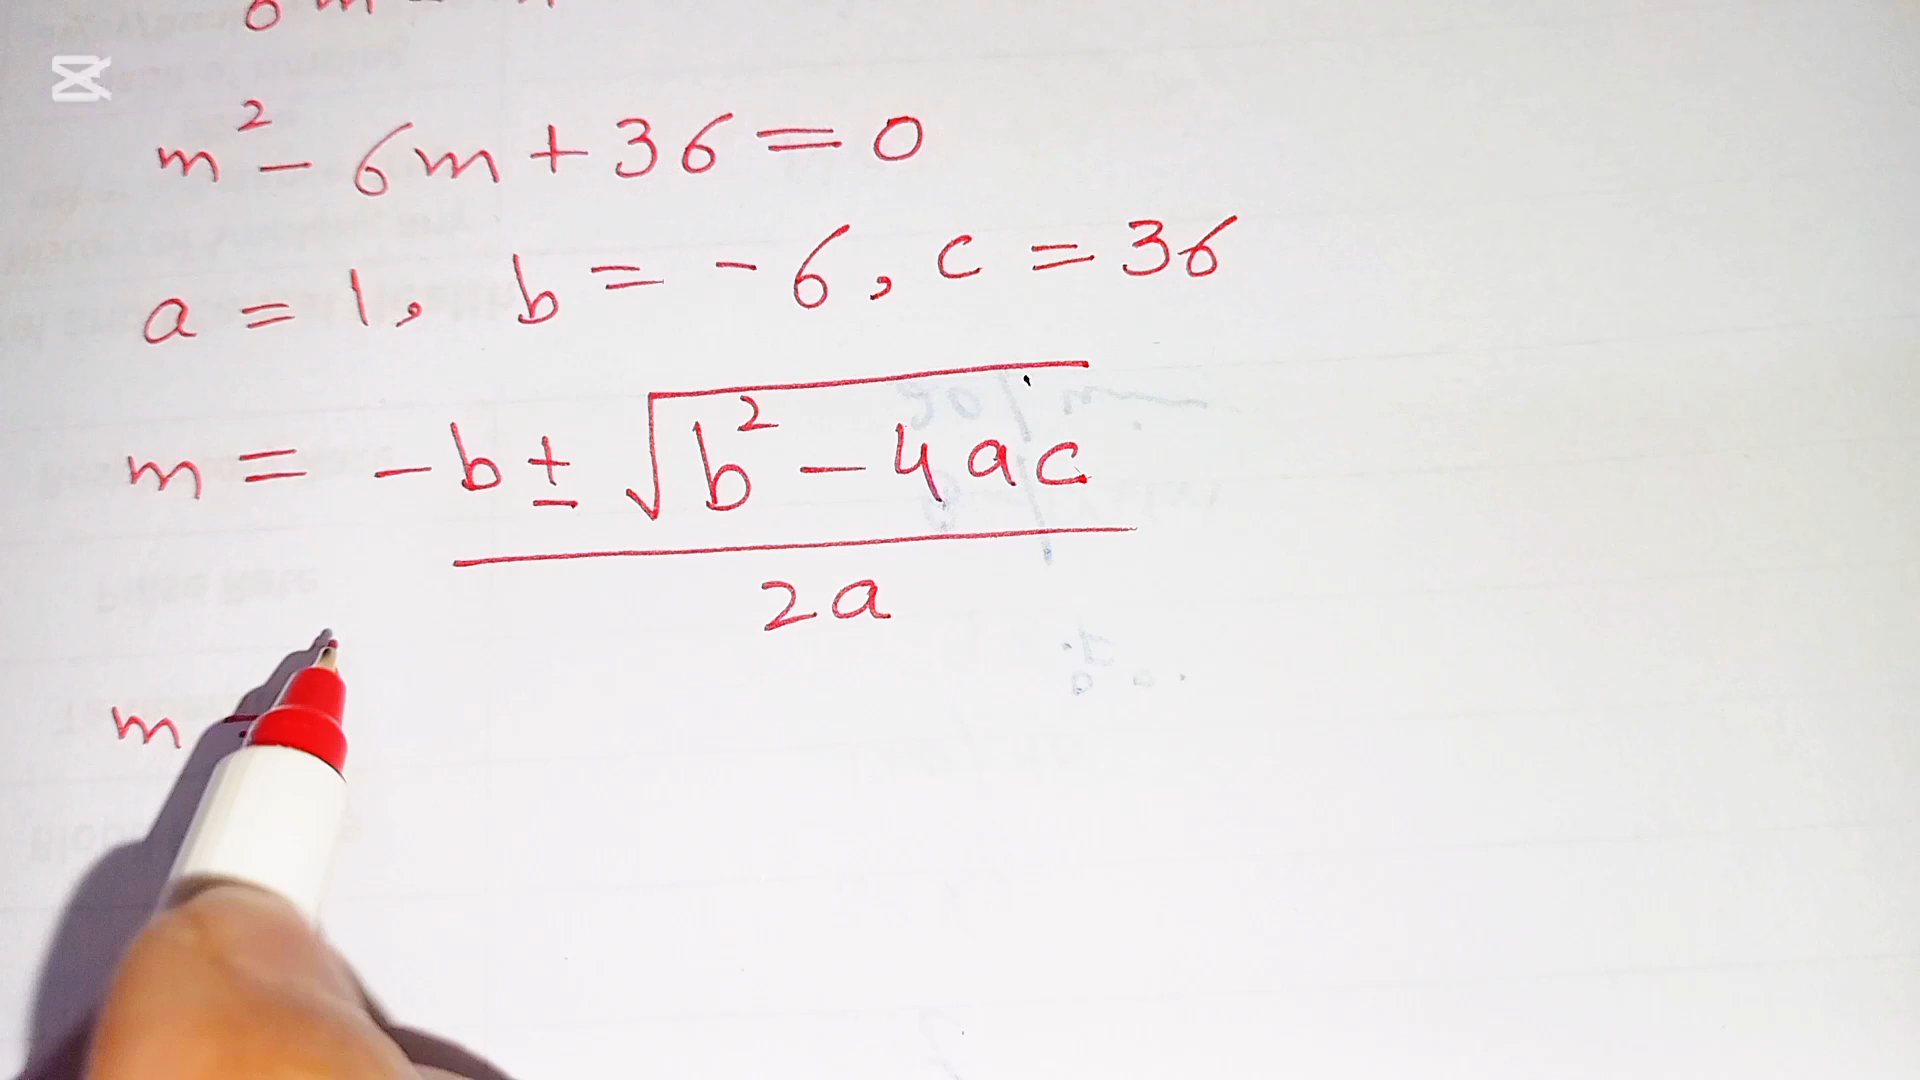 m² - 6m + 36 = 0
a = 1, b = -6, c = 36
m = -b ± √(b² - 4ac)
2a
m